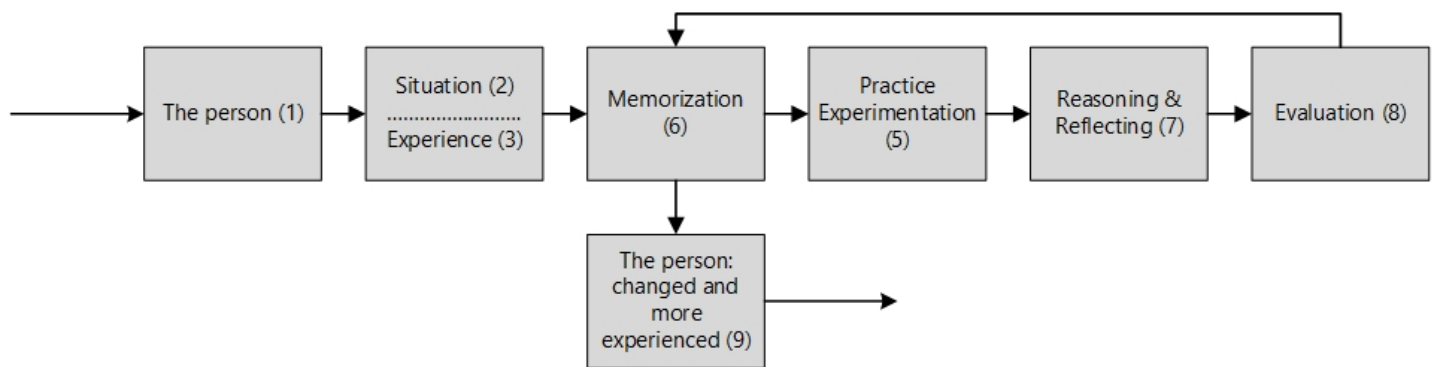 The person (1)
Situation (2)
.........................
Experience (3)
Memorization
(6)
Practice
Experimentation
(5)
Reasoning &
Reflecting (7)
Evaluation (8)
The person:
changed and
more
experienced (9)